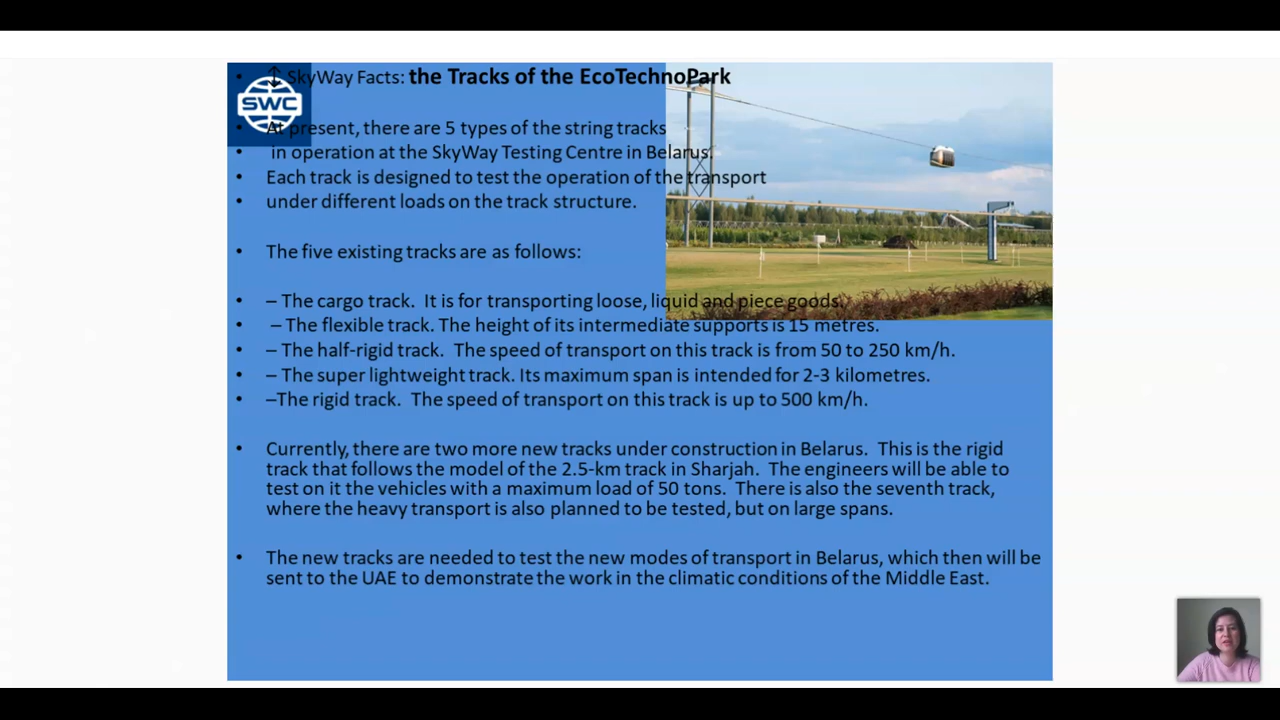 • ↕ SkyWay Facts: the Tracks of the EcoTechnoPark
SWC
• At present, there are 5 types of the string tracks
• in operation at the SkyWay Testing Centre in Belarus.
• Each track is designed to test the operation of the transport
• under different loads on the track structure.
• The five existing tracks are as follows:
• – The cargo track. It is for transporting loose, liquid and piece goods.
• – The flexible track. The height of its intermediate supports is 15 metres.
• – The half-rigid track. The speed of transport on this track is from 50 to 250 km/h.
• – The super lightweight track. Its maximum span is intended for 2-3 kilometres.
• –The rigid track. The speed of transport on this track is up to 500 km/h.
• Currently, there are two more new tracks under construction in Belarus. This is the rigid
track that follows the model of the 2.5-km track in Sharjah. The engineers will be able to
test on it the vehicles with a maximum load of 50 tons. There is also the seventh track,
where the heavy transport is also planned to be tested, but on large spans.
• The new tracks are needed to test the new modes of transport in Belarus, which then will be
sent to the UAE to demonstrate the work in the climatic conditions of the Middle East.